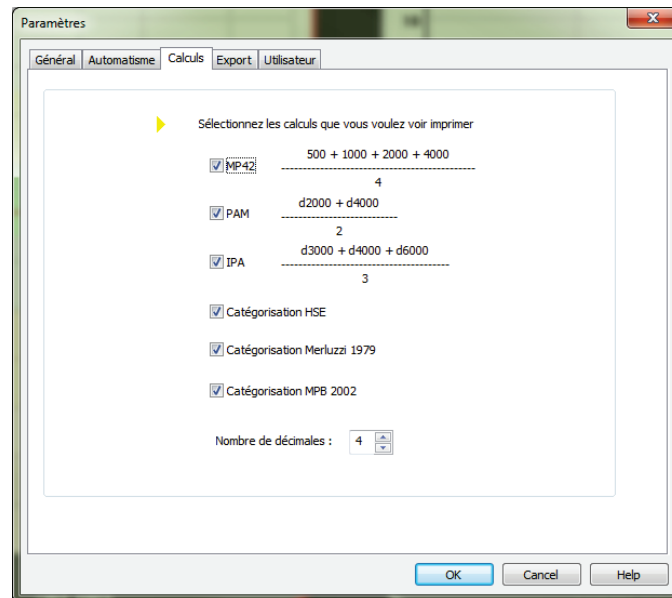 Paramètres
Général Automatisme Calculs Export Utilisateur
Sélectionnez les calculs que vous voulez voir imprimer
500 + 1000 + 2000 + 4000
MP42
4
d2000 + d4000
PAM
2
d3000 + d4000 + d6000
IPA
3
Catégorisation HSE
Catégorisation Merluzzi 1979
Catégorisation MPB 2002
Nombre de décimales : 4
OK Cancel Help